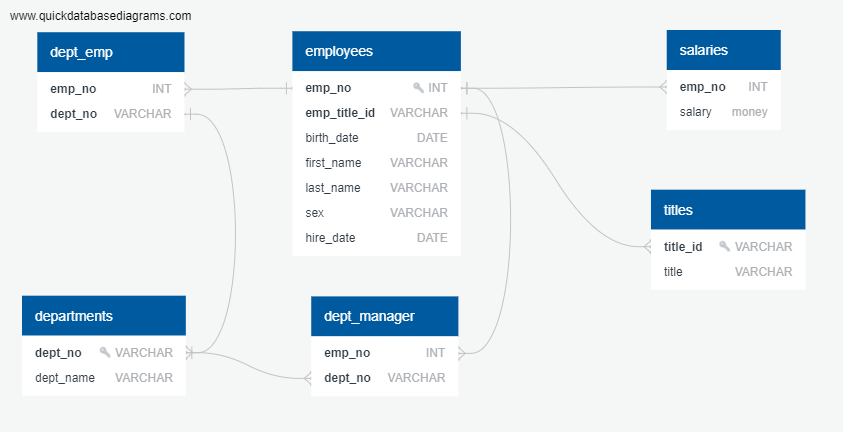 www.quickdatabasediagrams.com
dept_emp
emp_no INT
dept_no VARCHAR
employees
emp_no INT
emp_title_id VARCHAR
birth_date DATE
first_name VARCHAR
last_name VARCHAR
sex VARCHAR
hire_date DATE
salaries
emp_no INT
salary money
titles
title_id VARCHAR
title VARCHAR
departments
dept_no VARCHAR
dept_name VARCHAR
dept_manager
emp_no INT
dept_no VARCHAR